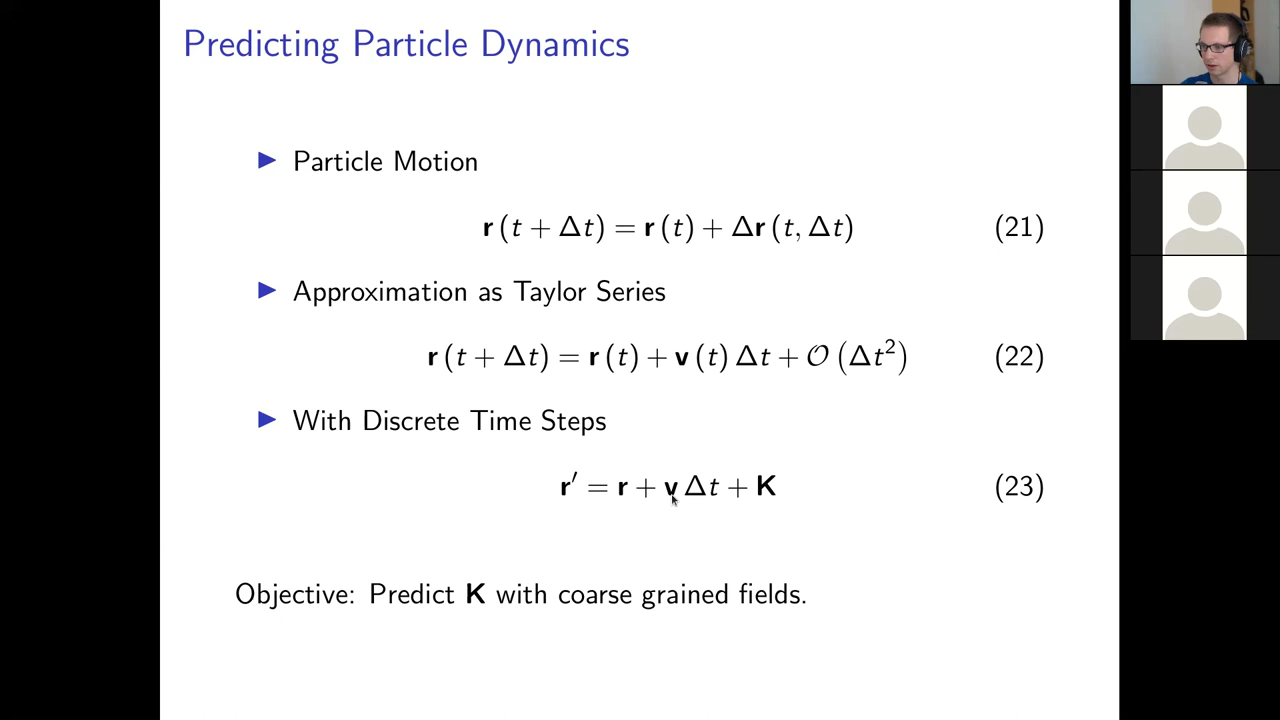 Predicting Particle Dynamics
▶ Particle Motion
r (t + Δt) = r (t) + Δr (t, Δt) (21)
▶ Approximation as Taylor Series
r (t + Δt) = r (t) + v (t) Δt + 𝒪 (Δt²) (22)
▶ With Discrete Time Steps
r′ = r + v Δt + K (23)
Objective: Predict K with coarse grained fields.